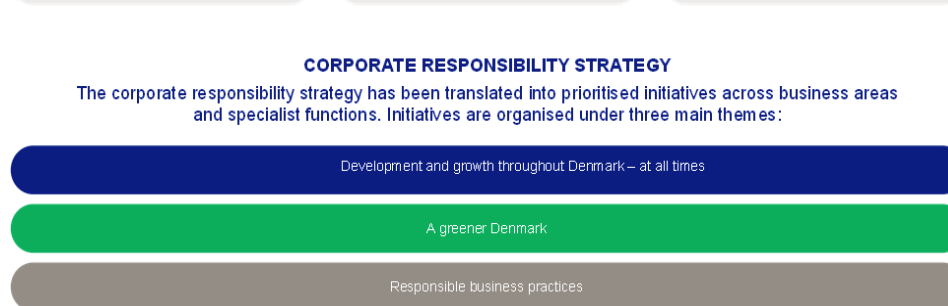 CORPORATE RESPONSIBILITY STRATEGY
The corporate responsibility strategy has been translated into prioritised initiatives across business areas
and specialist functions. Initiatives are organised under three main themes:
Development and growth throughout Denmark – at all times
A greener Denmark
Responsible business practices